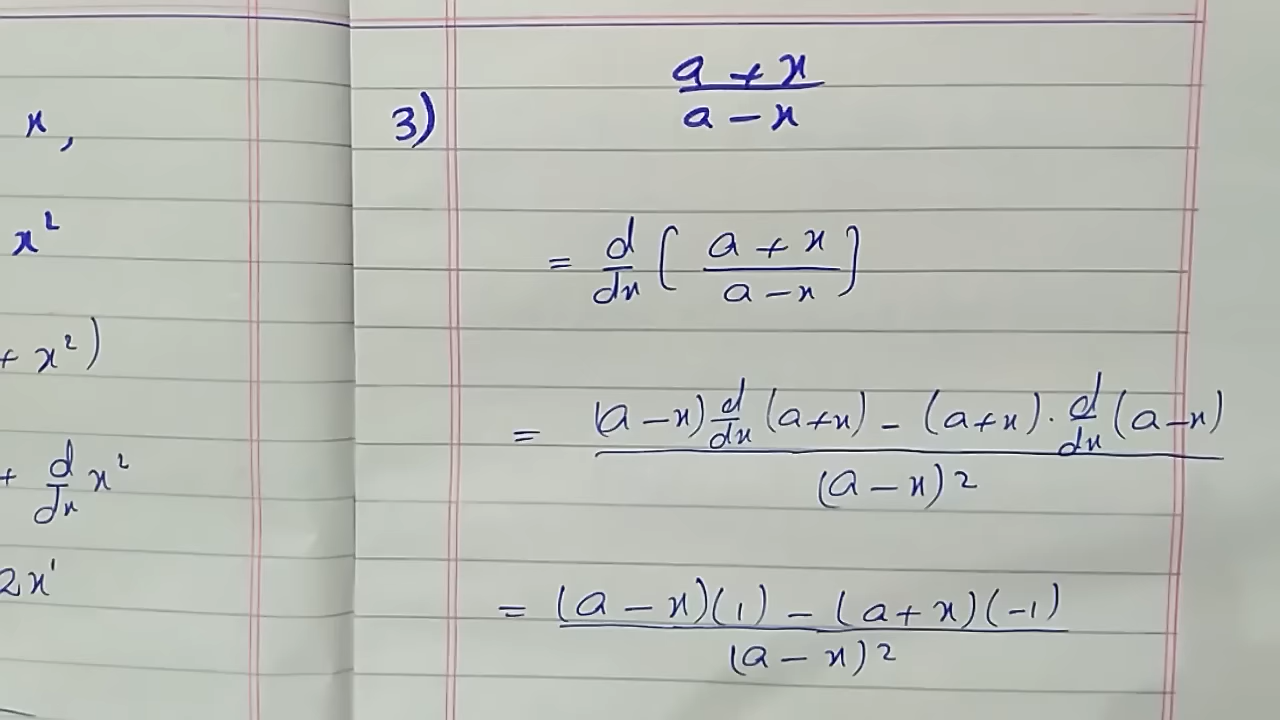 x,
x²
+ x²)
+ d/dx x²
2x'
3) a + x / a - x
= d/dx [ a + x / a - x ]
= (a - x) d/dx (a + x) - (a + x) . d/dx (a - x) / (a - x)2
= (a - x)(1) - (a + x)(-1) / (a - x)2